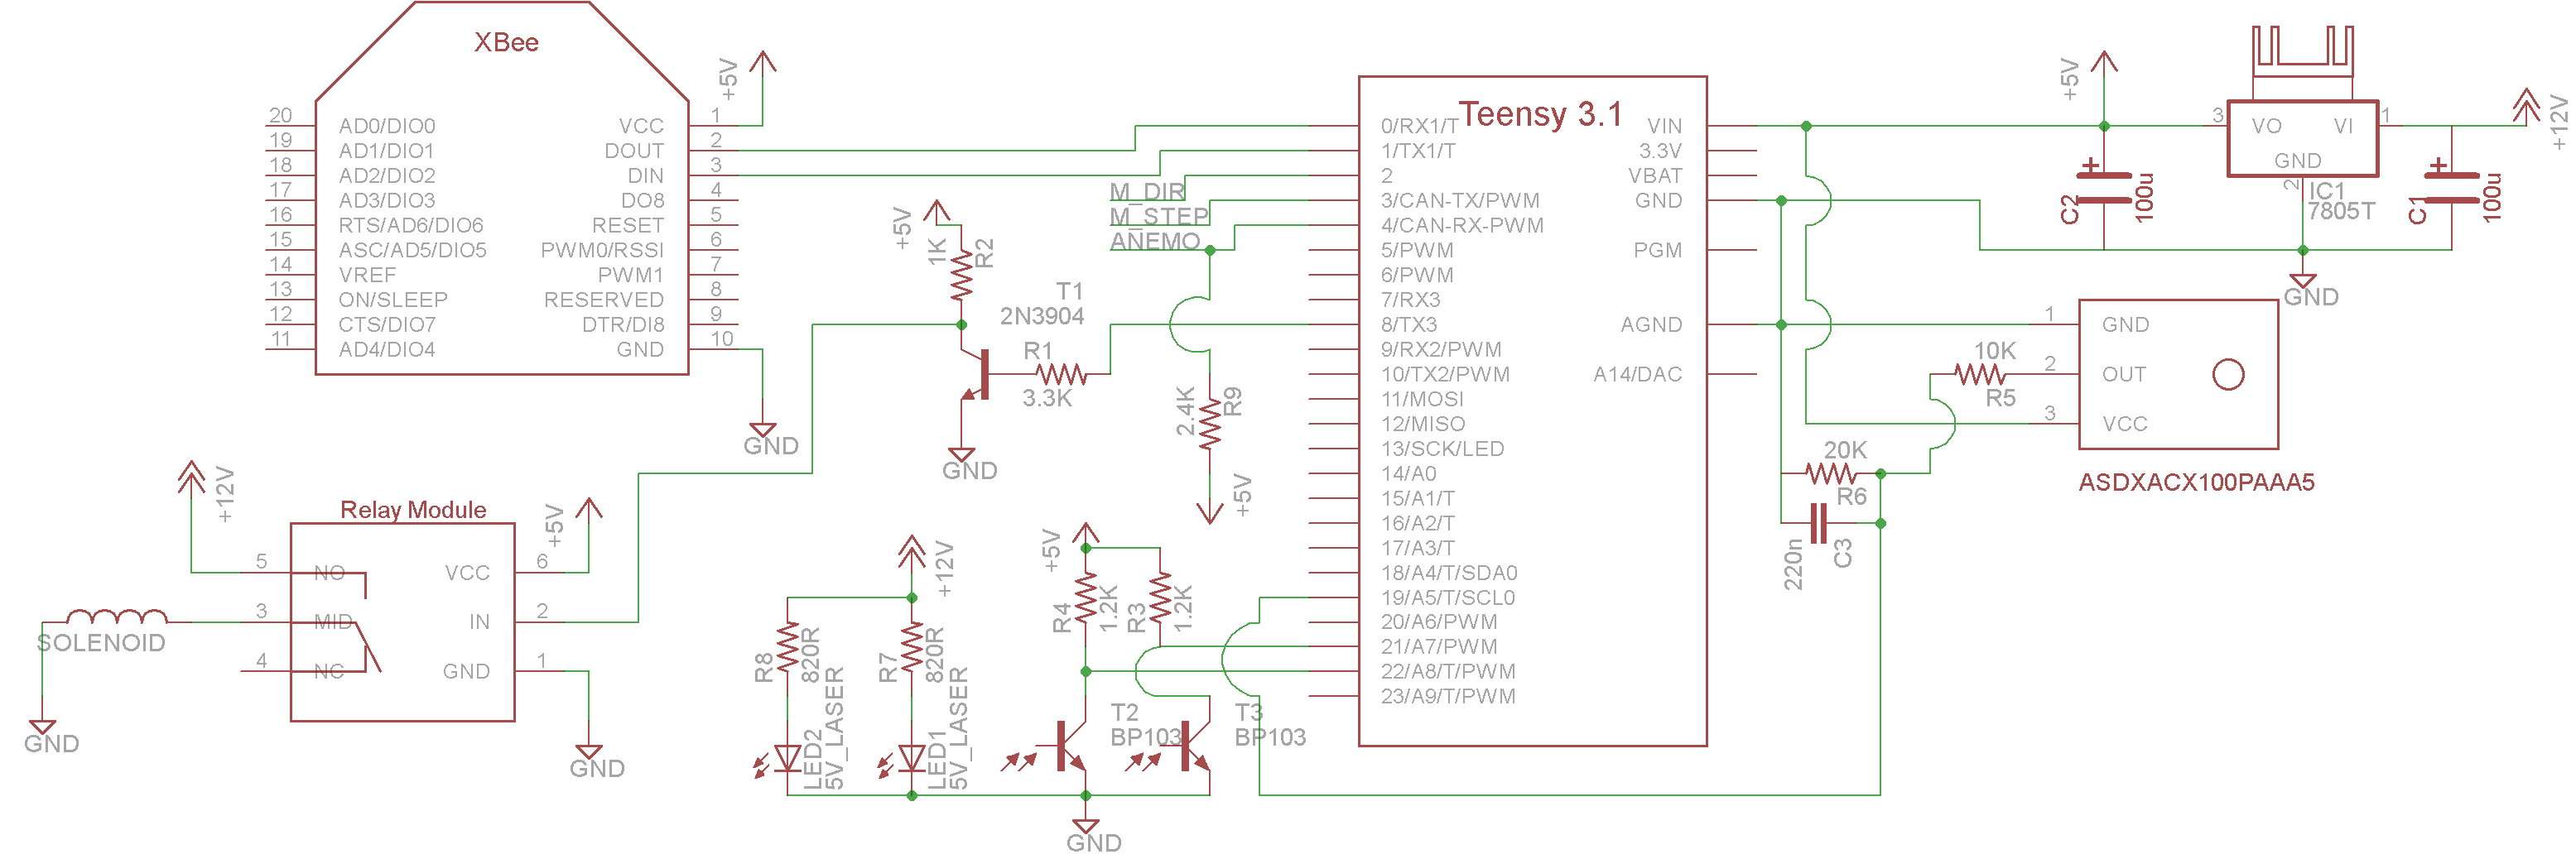 XBee
20 AD0/DIO0 VCC 1
19 AD1/DIO1 DOUT 2
18 AD2/DIO2 DIN 3
17 AD3/DIO3 DO8 4
16 RTS/AD6/DIO6 RESET 5
15 ASC/AD5/DIO5 PWM0/RSSI 6
14 VREF PWM1 7
13 ON/SLEEP RESERVED 8
12 CTS/DIO7 DTR/DI8 9
11 AD4/DIO4 GND 10
+5V
GND
M_DIR
M_STEP
ANEMO
+5V
1K
R2
T1
2N3904
R1
3.3K
GND
2.4K
R9
+5V
Teensy 3.1
0/RX1/T VIN
1/TX1/T 3.3V
2 VBAT
3/CAN-TX/PWM GND
4/CAN-RX-PWM
5/PWM PGM
6/PWM
7/RX3
8/TX3 AGND
9/RX2/PWM
10/TX2/PWM A14/DAC
11/MOSI
12/MISO
13/SCK/LED
14/A0
15/A1/T
16/A2/T
17/A3/T
18/A4/T/SDA0
19/A5/T/SCL0
20/A6/PWM
21/A7/PWM
22/A8/T/PWM
23/A9/T/PWM
+5V
C2
100u
3 VO VI 1
GND
2
IC1
7805T
C1
100u
+12V
GND
1 GND
2 OUT
3 VCC
ASDXACX100PAAA5
10K
R5
20K
R6
220n
C3
+12V
Relay Module
+5V
5 NO VCC 6
3 MID IN 2
4 NC GND 1
SOLENOID
GND
GND
+12V
R8
820R
R7
820R
LED2
5V_LASER
LED1
5V_LASER
+5V
R4
1.2K
R3
1.2K
T2
BP103
T3
BP103
GND